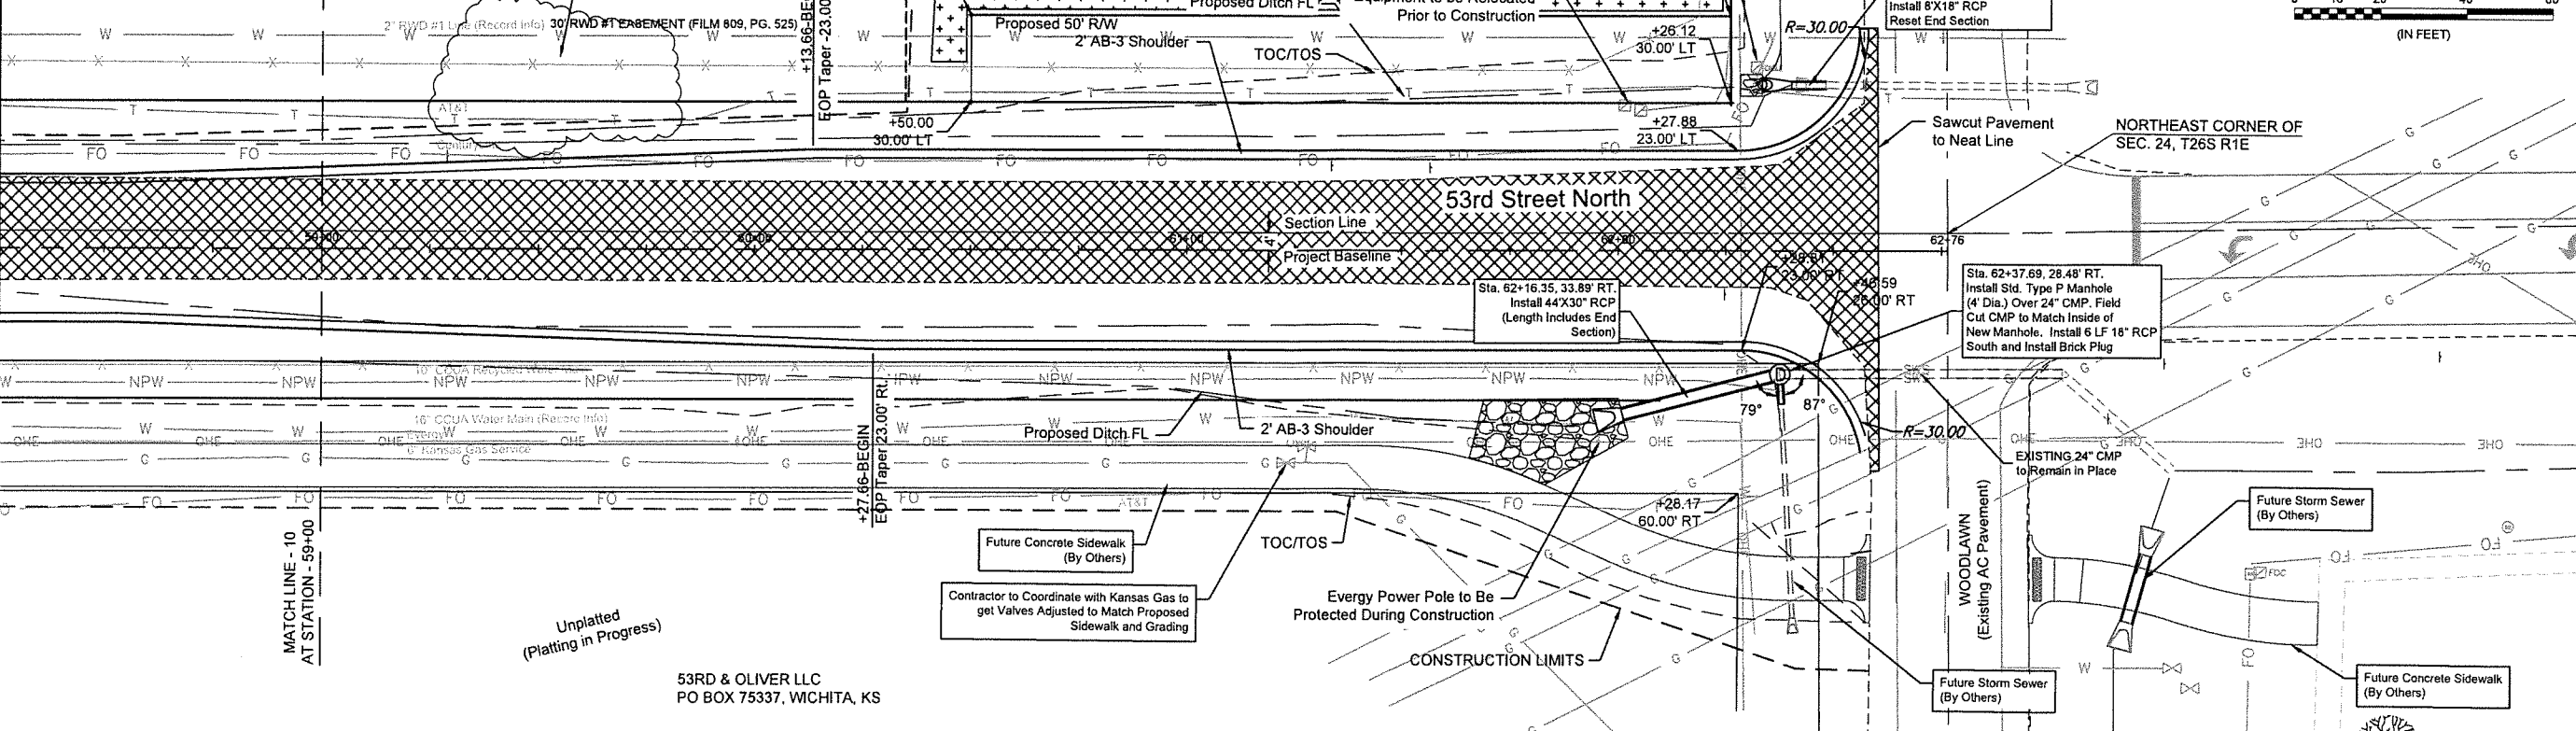 2" RWD #1 Line (Record Info)
30' RWD #1 EASEMENT (FILM 809, PG. 525)
EOP Taper -23.00
Proposed 50' R/W
2' AB-3 Shoulder
Proposed Ditch FL
Prior to Construction
TOC/TOS
+26.12
30.00' LT
R=30.00
Install 8'X18" RCP
Reset End Section
(IN FEET)
AT&T
+50.00
30.00' LT
+27.88
23.00' LT
Sawcut Pavement
to Neat Line
NORTHEAST CORNER OF
SEC. 24, T26S R1E
53rd Street North
Section Line
Project Baseline
59+00
60+00
61+00
62+00
62+76
Sta. 62+16.35, 33.89' RT.
Install 44'X30" RCP
(Length Includes End
Section)
23.00' RT
Sta. 62+37.69, 28.48' RT.
Install Std. Type P Manhole
(4' Dia.) Over 24" CMP. Field
Cut CMP to Match Inside of
New Manhole. Install 6 LF 18" RCP
South and Install Brick Plug
16" CCUA Water Main (Record Info)
Evergy
6" Kansas Gas Service
+27.66-BEGIN
EOP Taper 23.00' Rt.
Proposed Ditch FL
2' AB-3 Shoulder
79°
87°
R=30.00
EXISTING 24" CMP
to Remain in Place
AT&T
+28.17
60.00' RT
MATCH LINE - 10
AT STATION - 59+00
Future Concrete Sidewalk
(By Others)
TOC/TOS
Contractor to Coordinate with Kansas Gas to
get Valves Adjusted to Match Proposed
Sidewalk and Grading
Evergy Power Pole to Be
Protected During Construction
CONSTRUCTION LIMITS
WOODLAWN
(Existing AC Pavement)
Future Storm Sewer
(By Others)
Future Storm Sewer
(By Others)
Future Concrete Sidewalk
(By Others)
Unplatted
(Platting in Progress)
53RD & OLIVER LLC
PO BOX 75337, WICHITA, KS